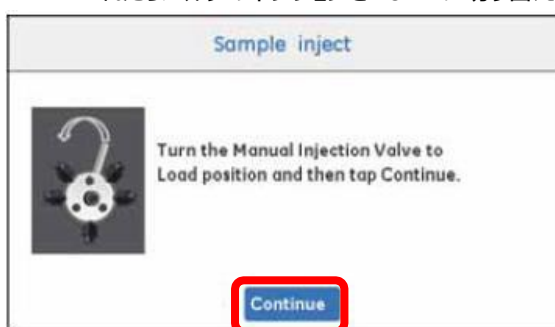 Sample inject
Turn the Manual Injection Valve to
Load position and then tap Continue.
Continue